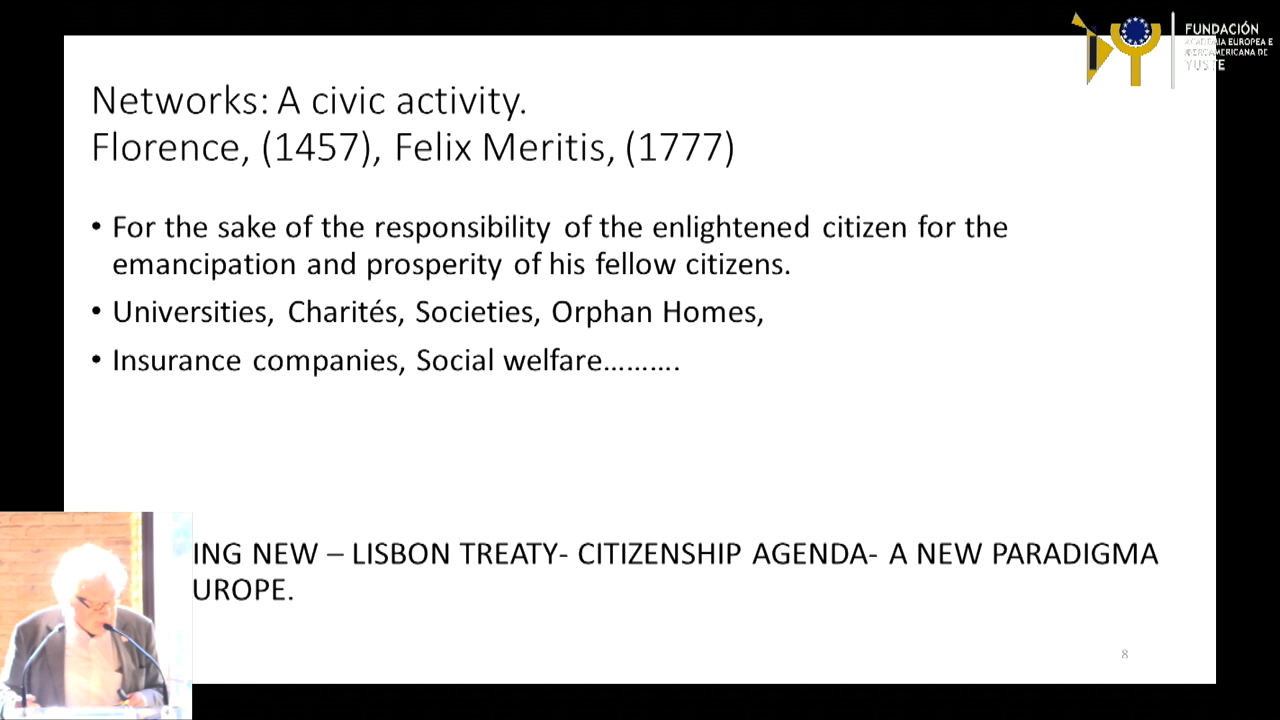 FUNDACIÓN
ACADEMIA EUROPEA E
IBEROAMERICANA DE
YUSTE
Networks: A civic activity.
Florence, (1457), Felix Meritis, (1777)
• For the sake of the responsibility of the enlightened citizen for the
emancipation and prosperity of his fellow citizens.
• Universities, Charités, Societies, Orphan Homes,
• Insurance companies, Social welfare……….
ING NEW – LISBON TREATY- CITIZENSHIP AGENDA- A NEW PARADIGMA
UROPE.
8